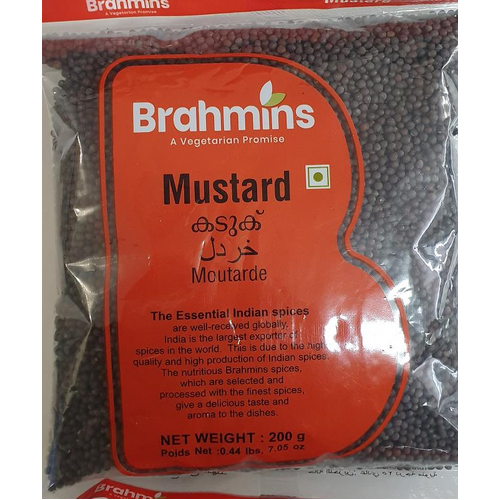 Brahmins
A Vegetarian Promise
Mustard
Brahmins
A Vegetarian Promise
Mustard
കടുക്
خردل
Moutarde
The Essential Indian spices
are well-received globally.
India is the largest exporter of
spices in the world. This is due to the high
quality and high production of Indian spices.
The nutritious Brahmins spices,
which are selected and
processed with the finest spices,
give a delicious taste and
aroma to the dishes.
NET WEIGHT : 200 g
Poids Net :0.44 lbs. 7.05 oz
Brahmins